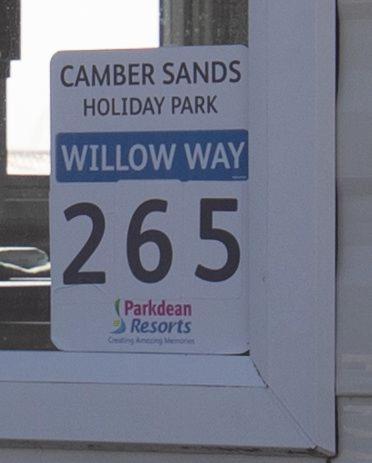 CAMBER SANDS
HOLIDAY PARK
WILLOW WAY
265
Parkdean
Resorts
Creating Amazing Memories